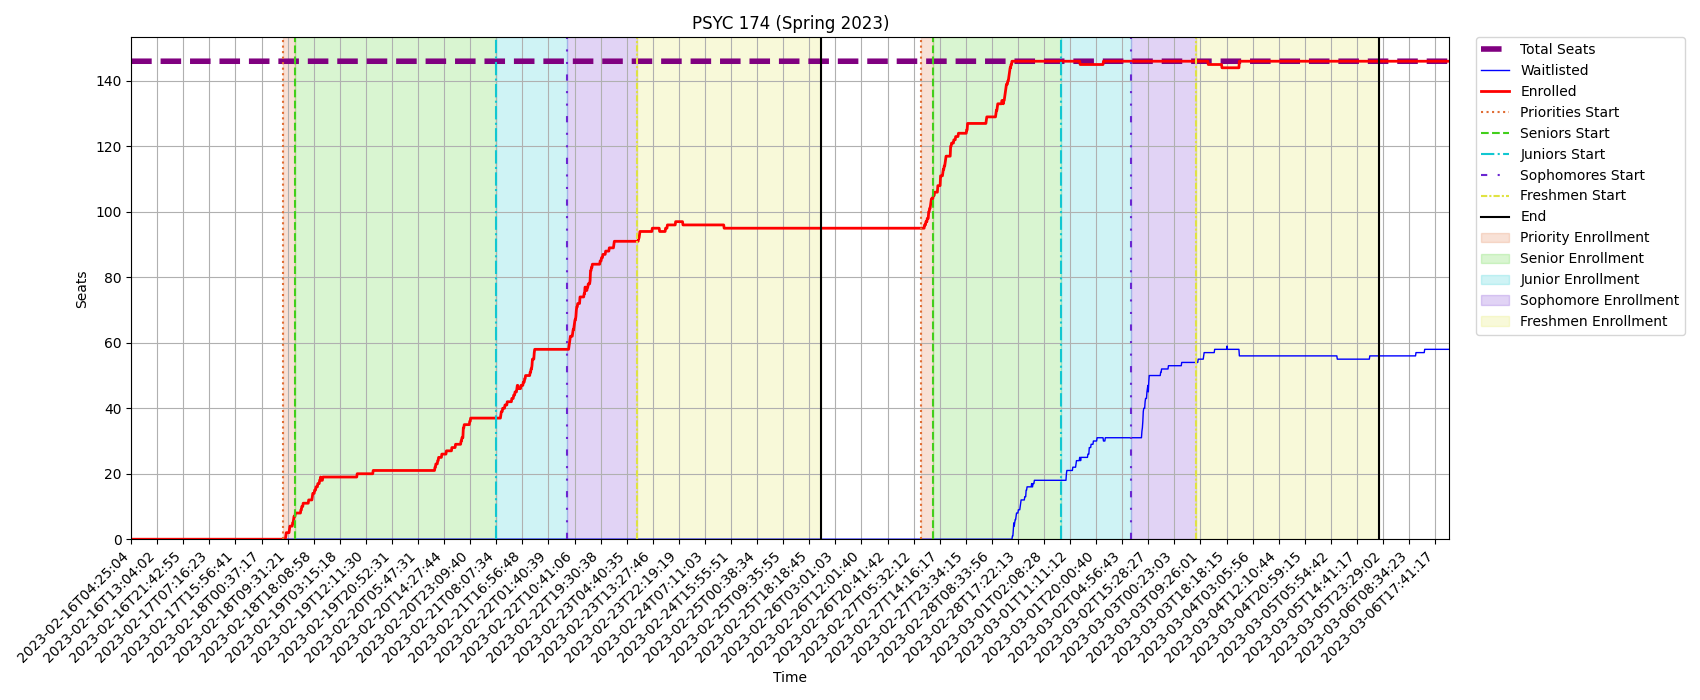 PSYC 174 (Spring 2023)
Total Seats
Waitlisted
Enrolled
Priorities Start
Seniors Start
Juniors Start
Sophomores Start
Freshmen Start
End
Priority Enrollment
Senior Enrollment
Junior Enrollment
Sophomore Enrollment
Freshmen Enrollment
Seats
140
120
100
80
60
40
20
0
2023-02-16T04:25:04
2023-02-16T13:04:02
2023-02-16T21:42:55
2023-02-17T07:16:23
2023-02-17T15:56:41
2023-02-18T00:37:17
2023-02-18T09:31:21
2023-02-18T18:08:58
2023-02-19T03:15:18
2023-02-19T12:11:30
2023-02-19T20:52:31
2023-02-20T05:47:31
2023-02-20T14:27:44
2023-02-20T23:09:40
2023-02-21T08:07:34
2023-02-21T16:56:48
2023-02-22T01:40:39
2023-02-22T10:41:06
2023-02-22T19:30:38
2023-02-23T04:40:35
2023-02-23T13:27:46
2023-02-23T22:19:19
2023-02-24T07:11:03
2023-02-24T15:55:51
2023-02-25T00:38:34
2023-02-25T09:35:55
2023-02-25T18:18:45
2023-02-26T03:01:03
2023-02-26T12:01:40
2023-02-26T20:41:42
2023-02-27T05:32:12
2023-02-27T14:16:17
2023-02-27T23:34:15
2023-02-28T08:33:56
2023-02-28T17:22:13
2023-03-01T02:08:28
2023-03-01T11:11:12
2023-03-01T20:00:40
2023-03-02T04:56:43
2023-03-02T15:28:27
2023-03-03T00:23:03
2023-03-03T09:26:01
2023-03-03T18:18:15
2023-03-04T03:05:56
2023-03-04T12:10:44
2023-03-04T20:59:15
2023-03-05T05:54:42
2023-03-05T14:41:17
2023-03-05T23:29:02
2023-03-06T08:34:23
2023-03-06T17:41:17
Time